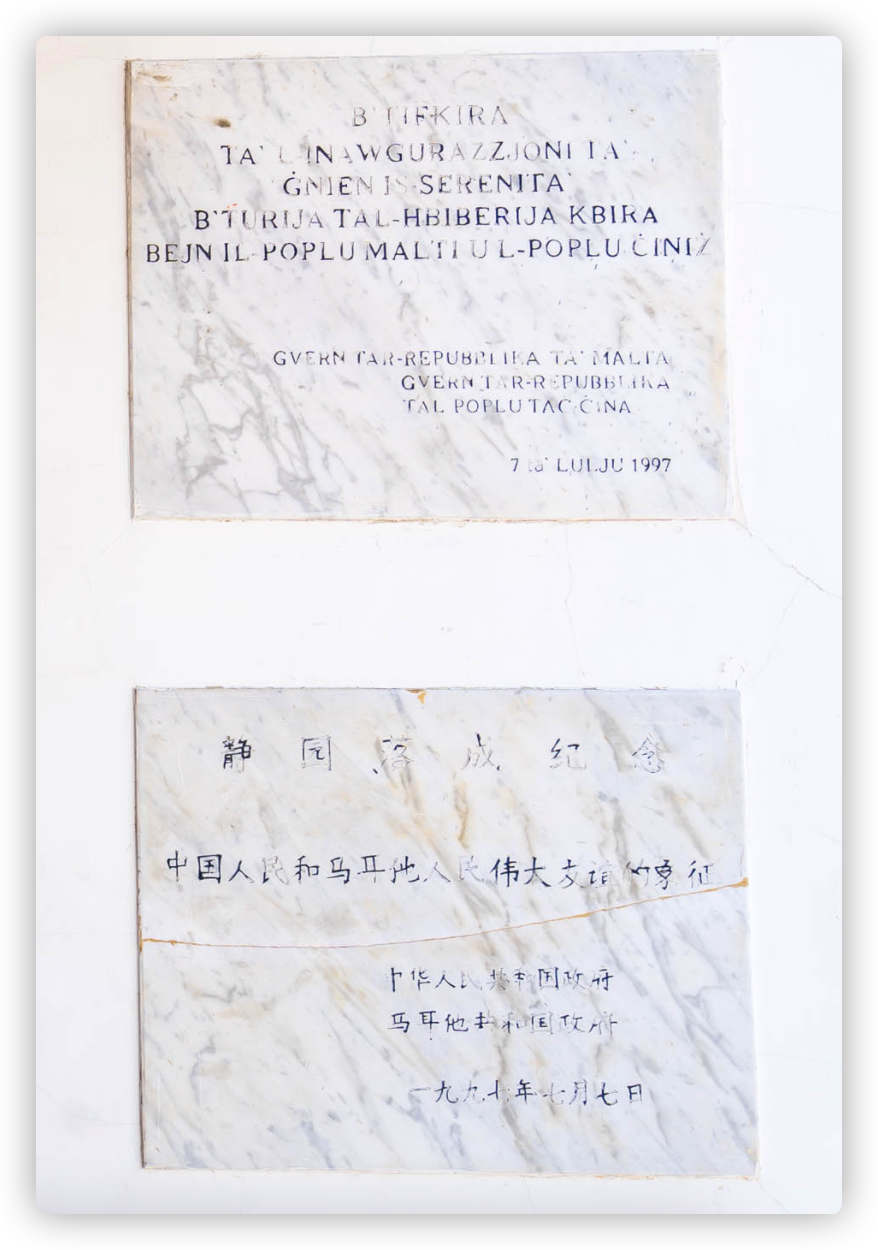 B'TIFKIRA
TA' L-INAWGURAZZJONI TA'
ĠNIEN IS-SERENITA'
B'TURIJA TAL-HBIBERIJA KBIRA
BEJN IL-POPLU MALTI U L-POPLU ĊINIŻ
GVERN TAR-REPUBBLIKA TA' MALTA
GVERN TAR-REPUBBLIKA
TAL POPLU TAĊ-ĊINA
7 ta' LULJU 1997
静园落成纪念
中国人民和马耳他人民伟大友谊的象征
中华人民共和国政府
马耳他共和国政府
一九九七年七月七日